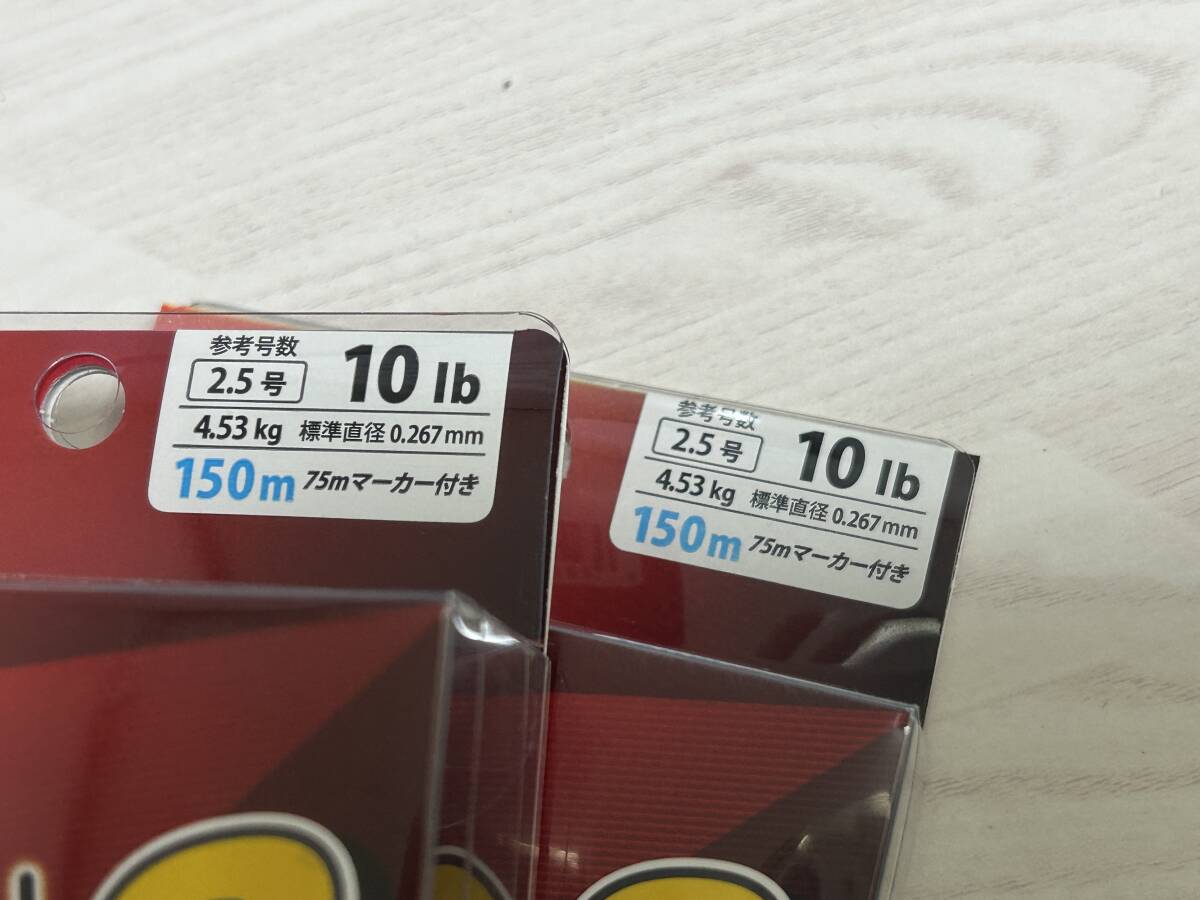 参考号数
2.5号 10 lb
4.53 kg 標準直径 0.267 mm
150m 75mマーカー付き
参考号数
2.5号 10 lb
4.53 kg 標準直径 0.267 mm
150m 75mマーカー付き